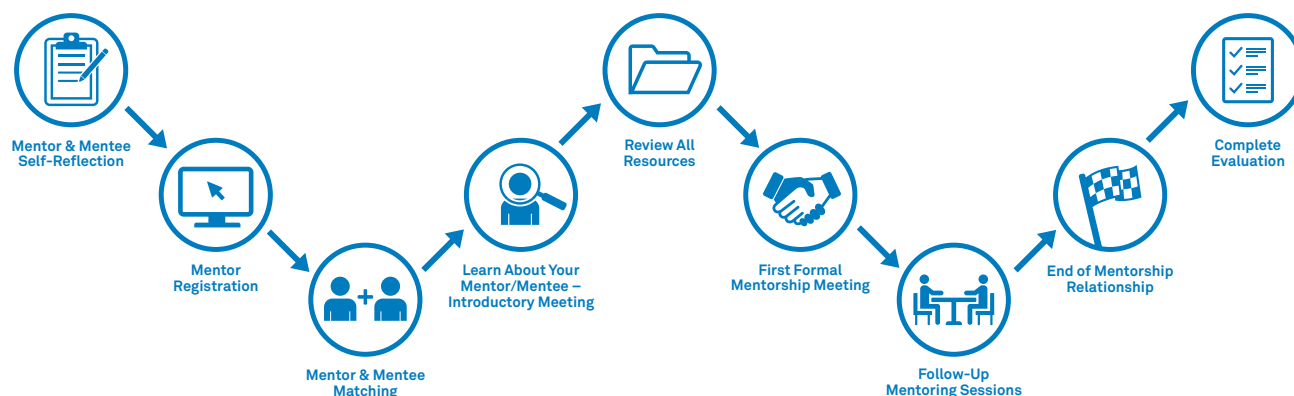 Mentor & Mentee
Self-Reflection
Mentor
Registration
Mentor & Mentee
Matching
Learn About Your
Mentor/Mentee –
Introductory Meeting
Review All
Resources
First Formal
Mentorship Meeting
Follow-Up
Mentoring Sessions
End of Mentorship
Relationship
Complete
Evaluation